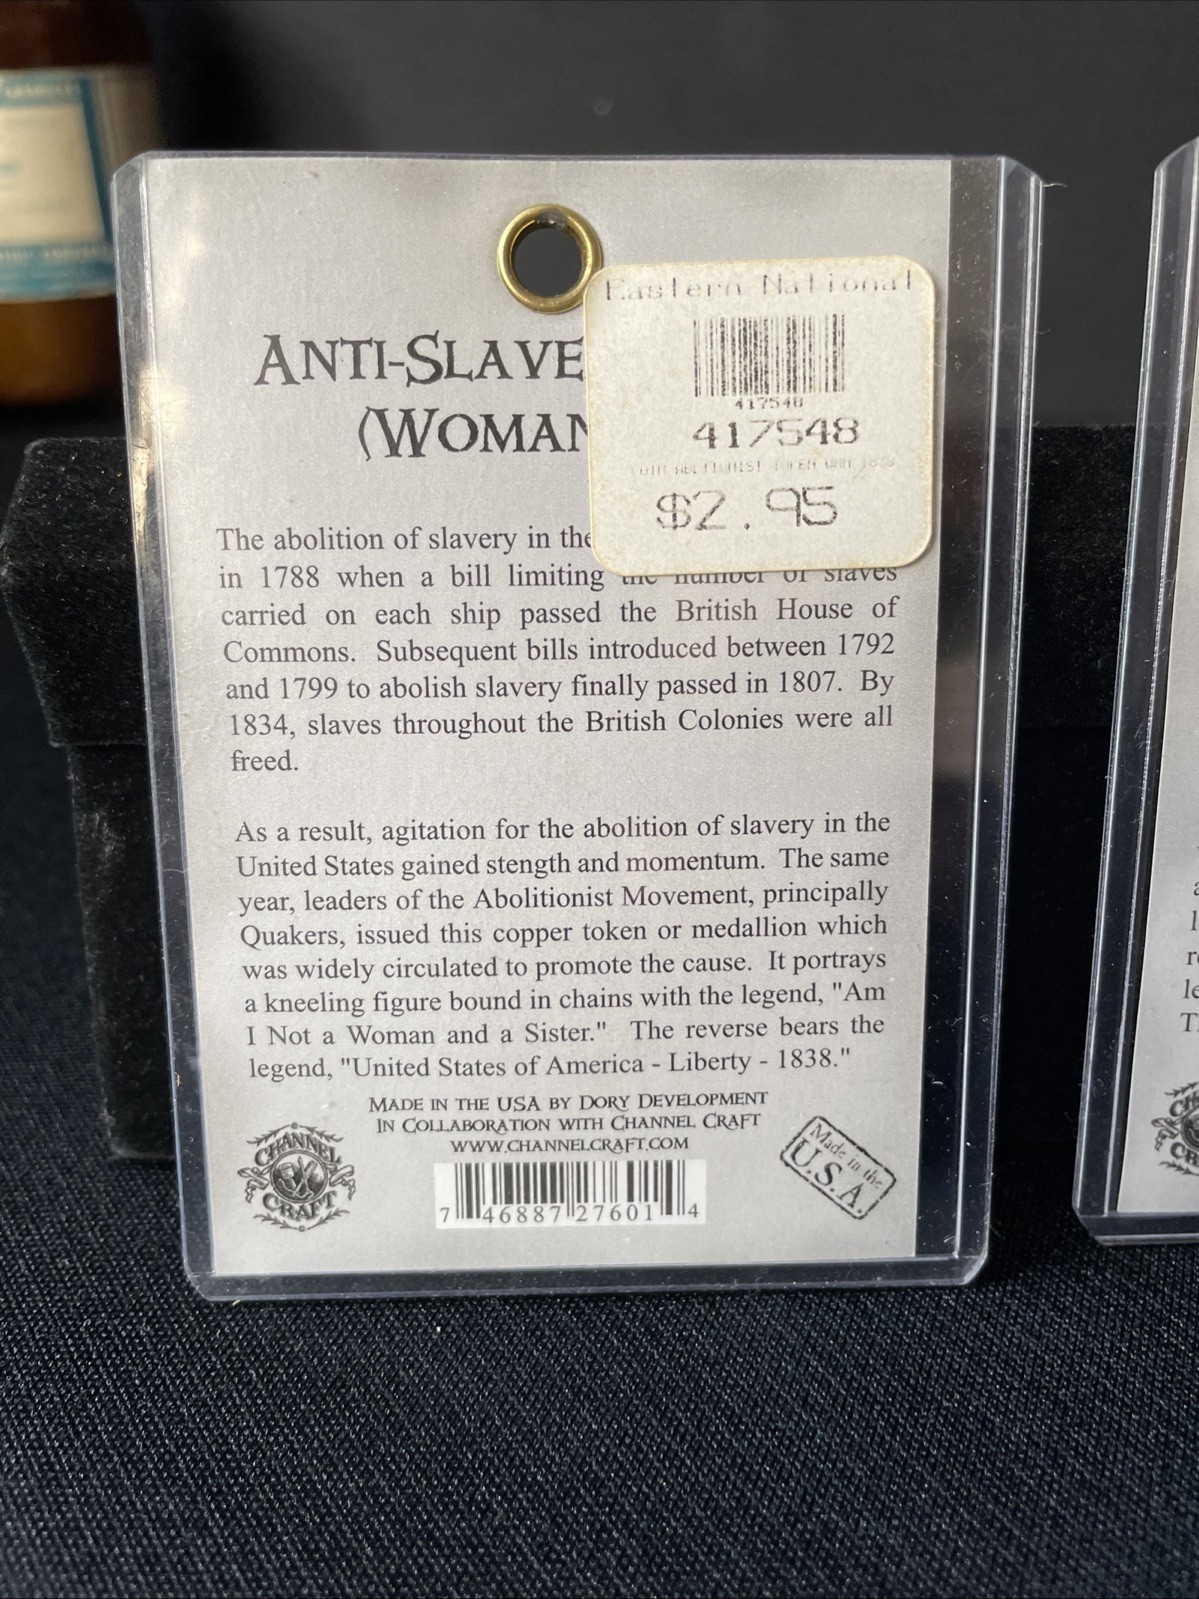 Eastern National
417548
417548
$2.95
ANTI-SLAVE
(WOMAN
The abolition of slavery in the
in 1788 when a bill limiting the number of slaves
carried on each ship passed the British House of
Commons. Subsequent bills introduced between 1792
and 1799 to abolish slavery finally passed in 1807. By
1834, slaves throughout the British Colonies were all
freed.
As a result, agitation for the abolition of slavery in the
United States gained stength and momentum. The same
year, leaders of the Abolitionist Movement, principally
Quakers, issued this copper token or medallion which
was widely circulated to promote the cause. It portrays
a kneeling figure bound in chains with the legend, "Am
I Not a Woman and a Sister." The reverse bears the
legend, "United States of America - Liberty - 1838."
MADE IN THE USA BY DORY DEVELOPMENT
IN COLLABORATION WITH CHANNEL CRAFT
WWW.CHANNELCRAFT.COM
CHANNEL
CRAFT
7 46887 27601 4
Made in the
U.S.A.